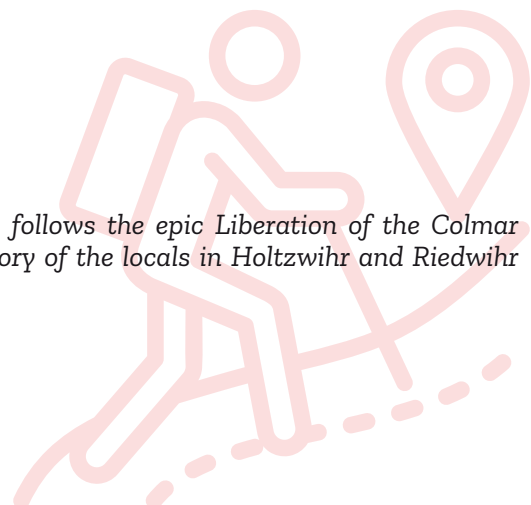 follows the epic Liberation of the Colmar
ory of the locals in Holtzwihr and Riedwihr